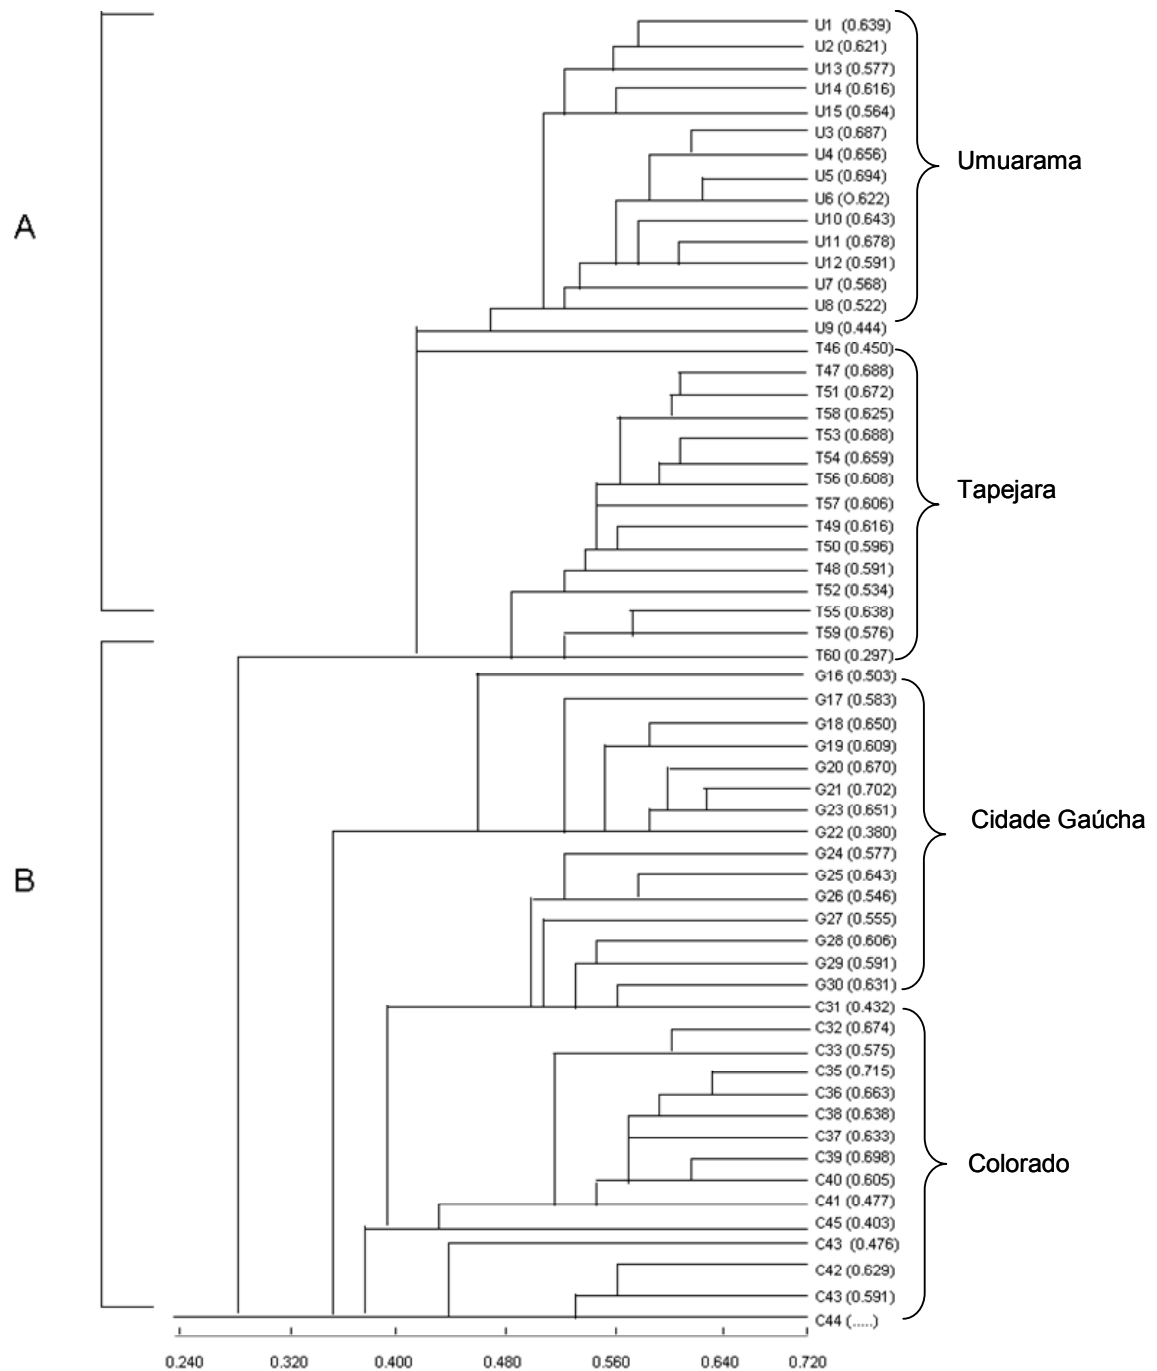 U1 (0.639)
U2 (0.621)
U13 (0.577)
U14 (0.616)
U15 (0.564)
U3 (0.687)
U4 (0.656)
Umuarama
U5 (0.694)
U6 (O.622)
A
U10 (0.643)
U11 (0.678)
U12 (0.591)
U7 (0.568)
U8 (0.522)
U9 (0.444)
T46 (0.450)
T47 (0.688)
T51 (0.672)
T58 (0.625)
T53 (0.688)
T54 (0.659)
T56 (0.608)
Tapejara
T57 (0.606)
T49 (0.616)
T50 (0.596)
T48 (0.591)
T52 (0.534)
T55 (0.638)
T59 (0.576)
T60 (0.297)
G16 (0.503)
G17 (0.583)
G18 (0.650)
G19 (0.609)
G20 (0.670)
G21 (0.702)
G23 (0.651)
Cidade Gaúcha
G22 (0.380)
G24 (0.577)
B
G25 (0.643)
G26 (0.546)
G27 (0.555)
G28 (0.606)
G29 (0.591)
G30 (0.631)
C31 (0.432)
C32 (0.674)
C33 (0.575)
C35 (0.715)
C36 (0.663)
C38 (0.638)
C37 (0.633)
C39 (0.698)
Colorado
C40 (0.605)
C41 (0.477)
C45 (0.403)
C43 (0.476)
C42 (0.629)
C43 (0.591)
C44 (.....)
0.240 0.320 0.400 0.480 0.560 0.640 0.720